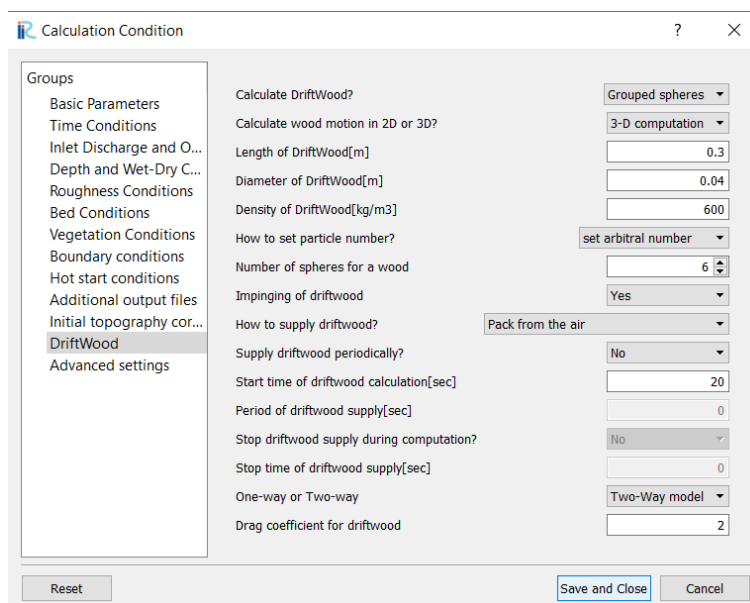 iRIC Calculation Condition ? ×
Groups
Basic Parameters
Time Conditions
Inlet Discharge and O...
Depth and Wet-Dry C...
Roughness Conditions
Bed Conditions
Vegetation Conditions
Boundary conditions
Hot start conditions
Additional output files
Initial topography cor...
DriftWood
Advanced settings
Calculate DriftWood? Grouped spheres
Calculate wood motion in 2D or 3D? 3-D computation
Length of DriftWood[m] 0.3
Diameter of DriftWood[m] 0.04
Density of DriftWood[kg/m3] 600
How to set particle number? set arbitral number
Number of spheres for a wood 6
Impinging of driftwood Yes
How to supply driftwood? Pack from the air
Supply driftwood periodically? No
Start time of driftwood calculation[sec] 20
Period of driftwood supply[sec] 0
Stop driftwood supply during computation? No
Stop time of driftwood supply[sec] 0
One-way or Two-way Two-Way model
Drag coefficient for driftwood 2
Reset Save and Close Cancel